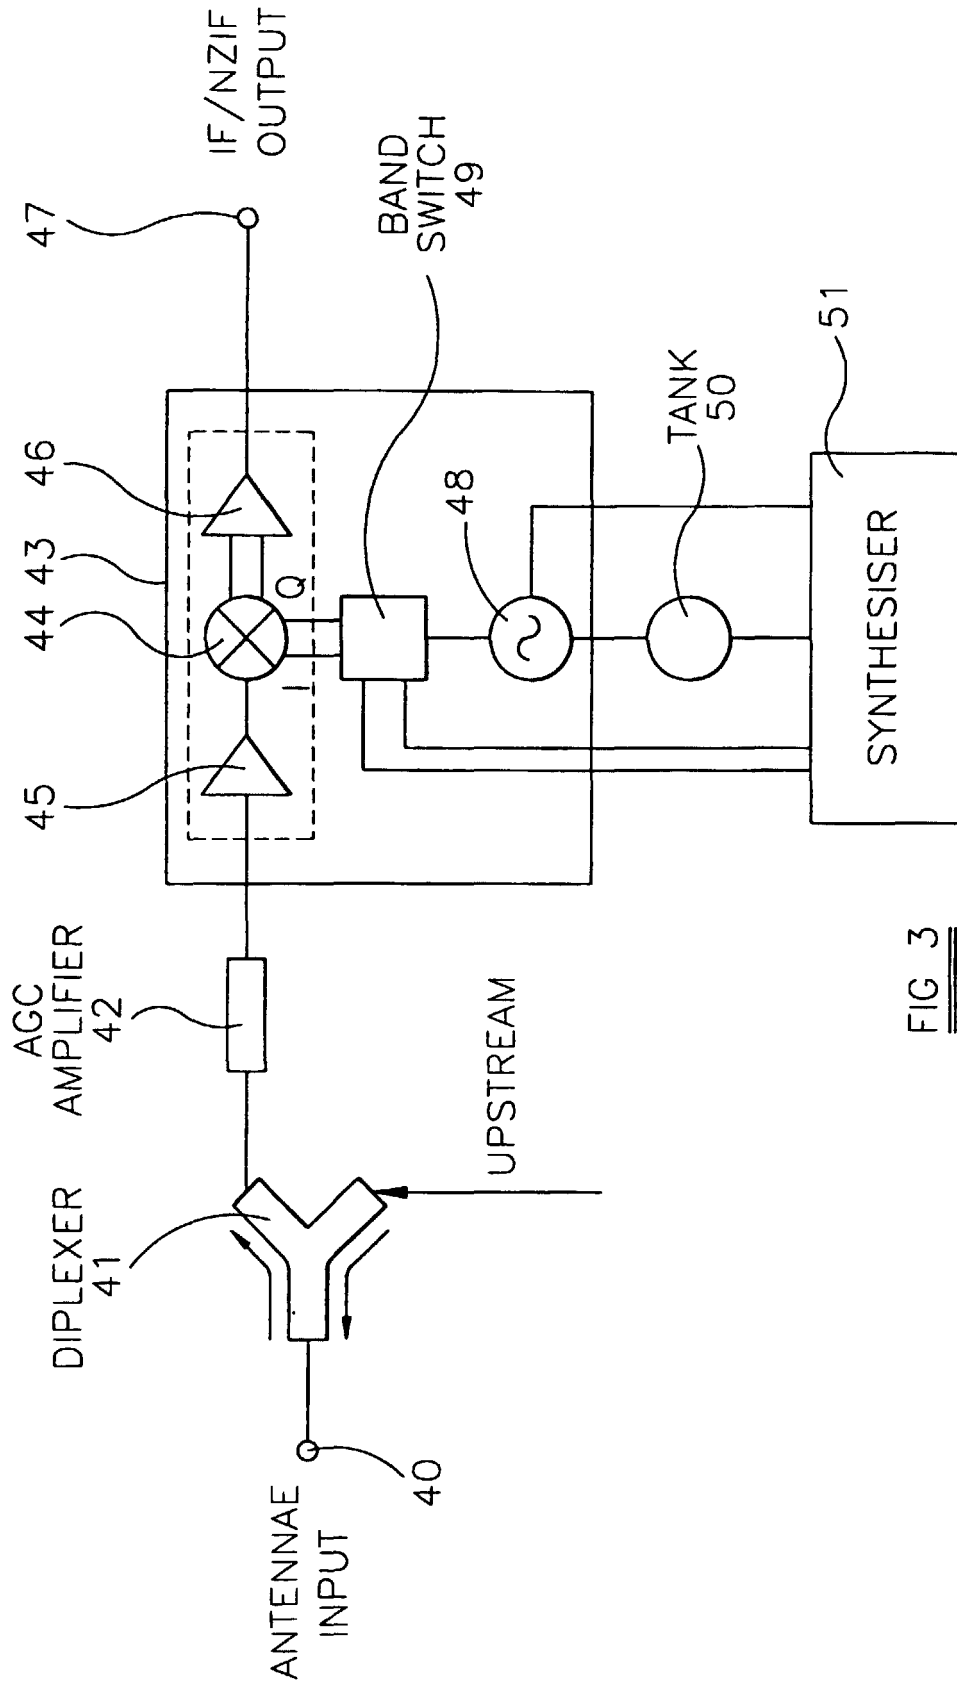 ANTENNAE
INPUT
40
DIPLEXER
41
UPSTREAM
AGC
AMPLIFIER
42
43
45
44
46
I
Q
47
IF/NZIF
OUTPUT
BAND
SWITCH
49
48
TANK
50
51
SYNTHESISER
FIG 3